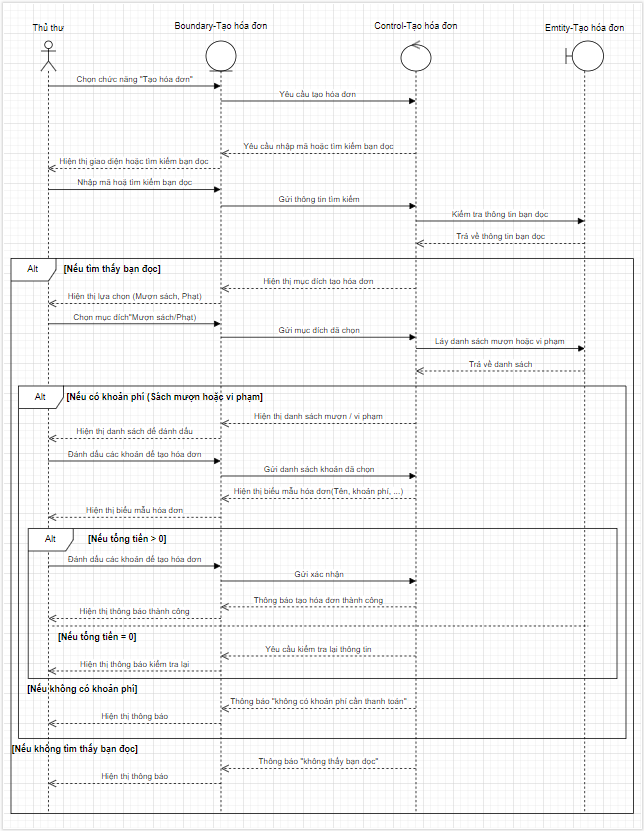 Thủ thư
Boundary-Tạo hóa đơn
Control-Tạo hóa đơn
Emtity-Tạo hóa đơn
Chọn chức năng "Tạo hóa đơn"
Yêu cầu tạo hóa đơn
Yêu cầu nhập mã hoặc tìm kiếm bạn đọc
Hiện thị giao diện hoặc tìm kiếm bạn đọc
Nhập mã hoả tìm kiếm bạn đọc
Gửi thông tin tìm kiếm
Kiểm tra thông tin bạn đọc
Trả về thông tin bạn đọc
Alt
[Nếu tìm thấy bạn đọc]
Hiện thị mục đích tạo hóa đơn
Hiện thị lựa chọn (Mượn sách, Phạt)
Chọn mục đích"Mượn sách/Phạt)
Gửi mục đích đã chọn
Lấy danh sách mượn hoặc vi phạm
Trả về danh sách
Alt
[Nếu có khoản phí (Sách mượn hoặc vi phạm]
Hiện thị danh sách mượn / vi phạm
Hiện thị danh sách để đánh dấu
Đánh dấu các khoản để tạo hóa đơn
Gửi danh sách khoản đã chọn
Hiện thị biểu mẫu hóa đơn(Tên, khoản phí, ...)
Hiện thị biểu mẫu hóa đơn
Alt
[Nếu tổng tiền > 0]
Đánh dấu các khoản để tạo hóa đơn
Gửi xác nhận
Thông báo tạo hóa đơn thành công
Hiện thị thông báo thành công
[Nếu tổng tiền = 0]
Yêu cầu kiểm tra lại thông tin
Hiện thị thông báo kiểm tra lại
[Nếu không có khoản phí]
Thông báo "không có khoản phí cần thanh toán"
Hiện thị thông báo
[Nếu không tìm thấy bạn đọc]
Thông báo "không thấy bạn đọc"
Hiện thị thông báo